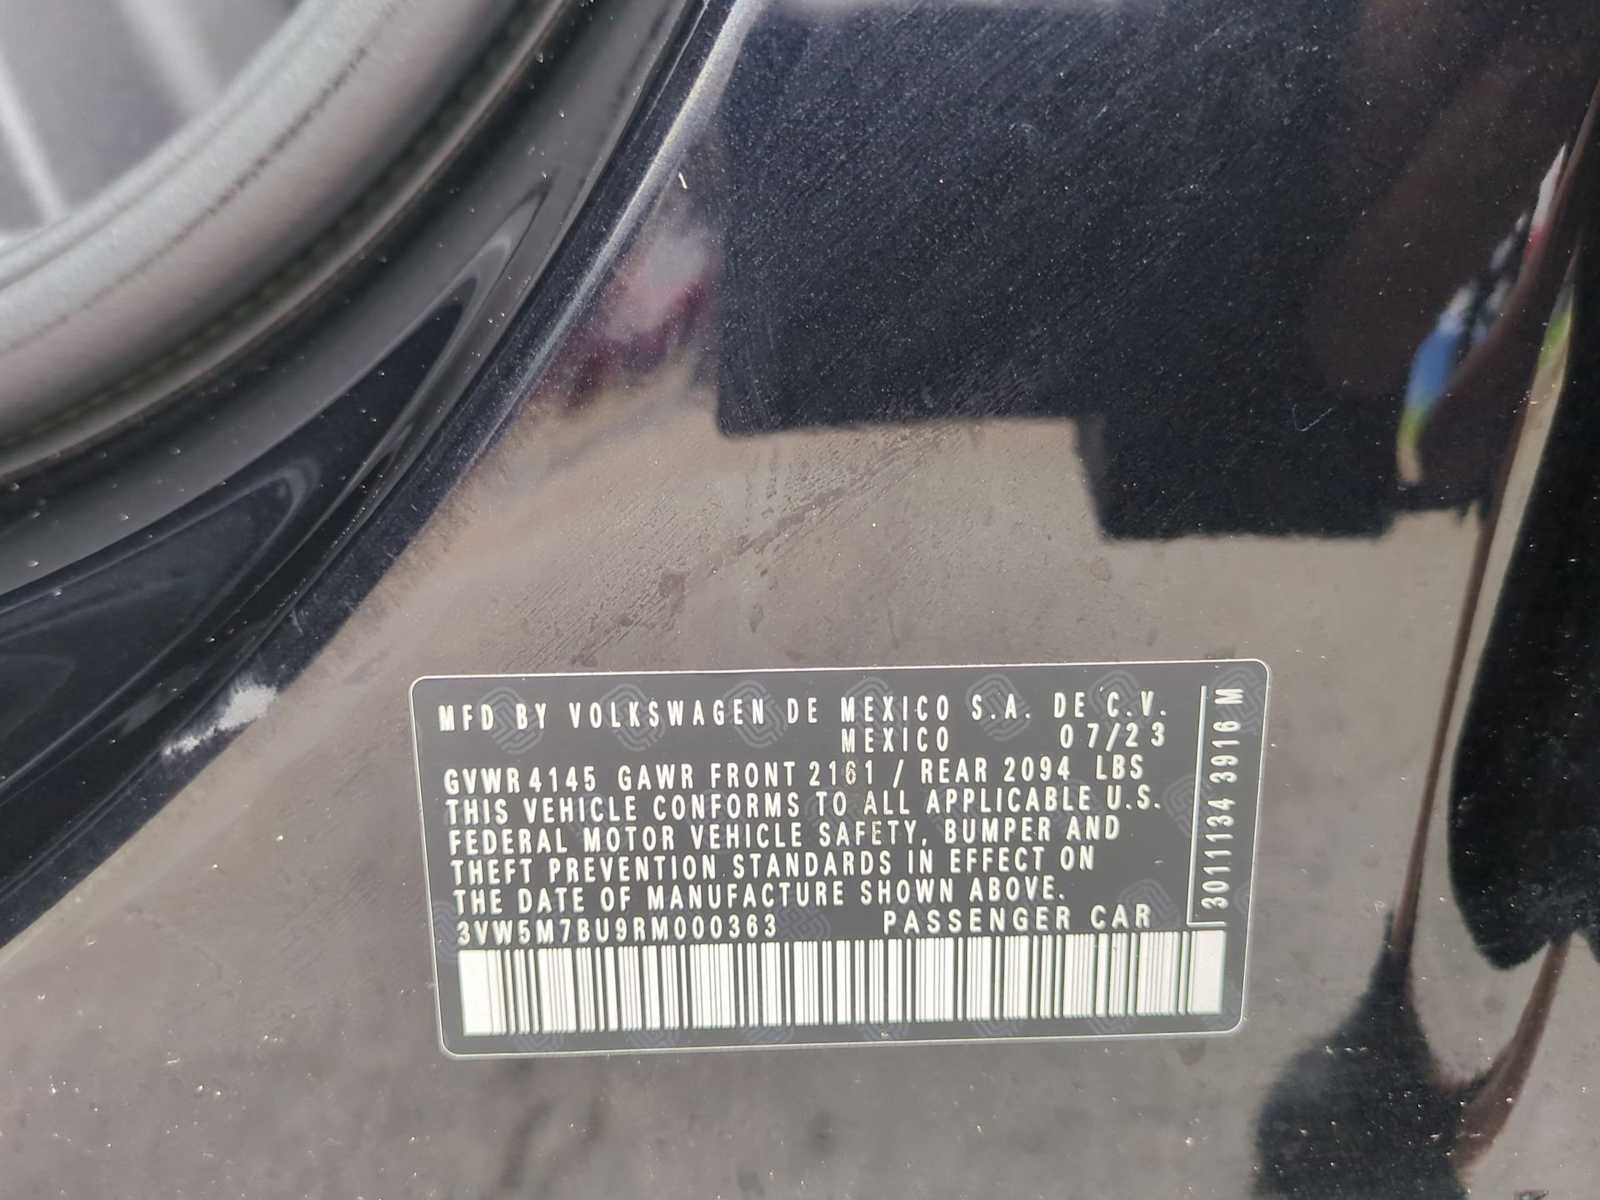 MFD BY VOLKSWAGEN DE MEXICO S.A. DE C.V.
MEXICO 07/23
GVWR 4145 GAWR FRONT 2161 / REAR 2094 LBS
THIS VEHICLE CONFORMS TO ALL APPLICABLE U.S.
FEDERAL MOTOR VEHICLE SAFETY, BUMPER AND
THEFT PREVENTION STANDARDS IN EFFECT ON
THE DATE OF MANUFACTURE SHOWN ABOVE.
3VW5M7BU9RM000363 PASSENGER CAR
3011134 3916 M